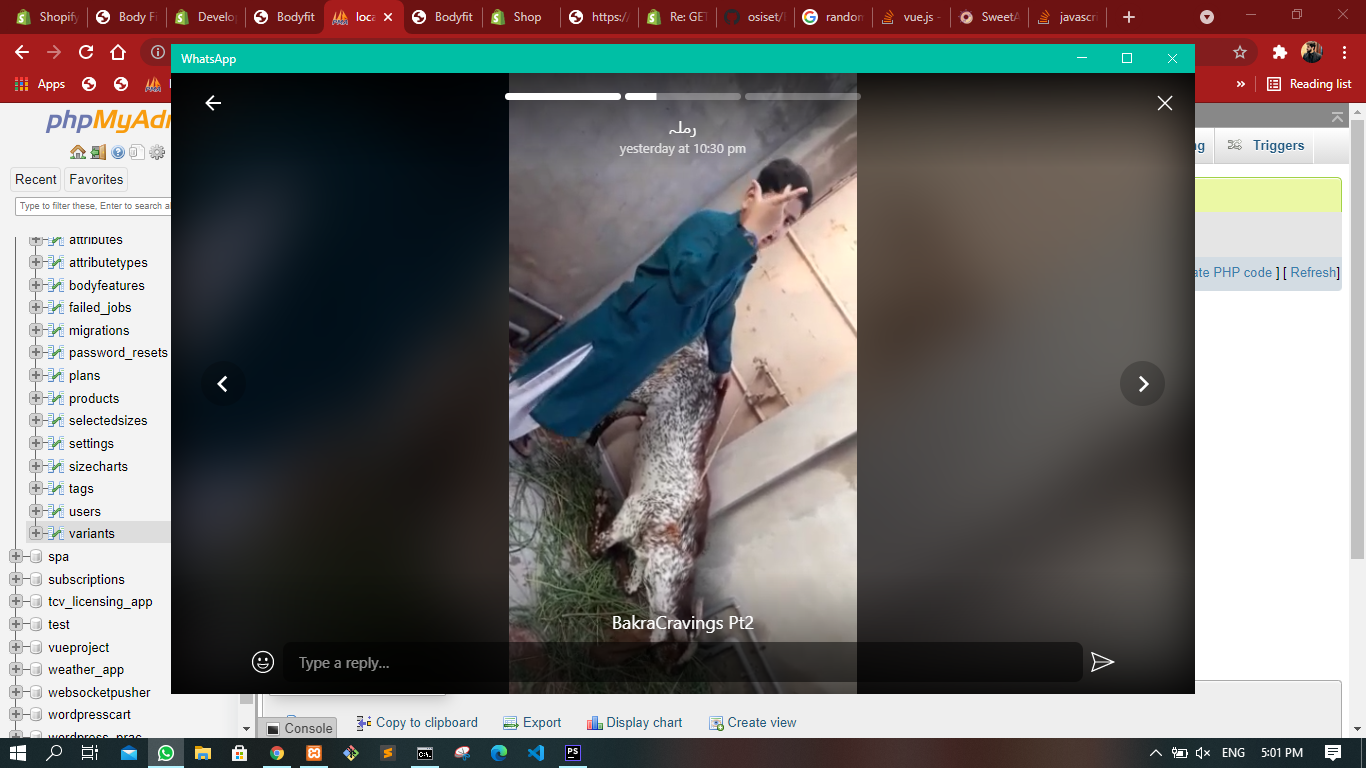 Shopify
Body F
Develo
Bodyfit
loca
Bodyfit
Shop
https:/
Re: GET
osiset/
random
vue.js -
SweetA
javascri
WhatsApp
Apps
Reading list
رملہ
yesterday at 10:30 pm
phpMyAd
ng
Triggers
Recent
Favorites
Type to filter these, Enter to search al
attributes
attributetypes
bodyfeatures
ate PHP code ] [ Refresh]
failed_jobs
migrations
password_resets
plans
products
selectedsizes
settings
sizecharts
tags
users
variants
spa
subscriptions
tcv_licensing_app
test
vueproject
weather_app
websocketpusher
wordpresscart
wordpress_prac
BakraCravings Pt2
Type a reply...
Console
Copy to clipboard
Export
Display chart
Create view
ENG
5:01 PM